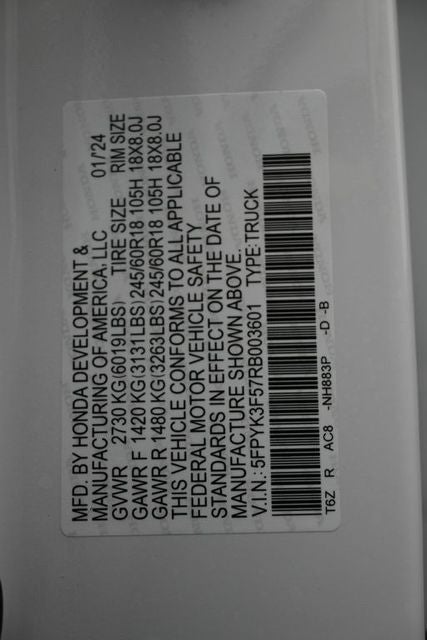 MFD. BY HONDA DEVELOPMENT &
MANUFACTURING OF AMERICA, LLC 01/'24
GVWR 2730 KG(6019LBS) TIRE SIZE RIM SIZE
GAWR F 1420 KG(3131LBS) 245/60R18 105H 18X8.0J
GAWR R 1480 KG(3263LBS) 245/60R18 105H 18X8.0J
THIS VEHICLE CONFORMS TO ALL APPLICABLE
FEDERAL MOTOR VEHICLE SAFETY
STANDARDS IN EFFECT ON THE DATE OF
MANUFACTURE SHOWN ABOVE.
V.I.N.: 5FPYK3F57RB003601 TYPE: TRUCK
T6Z R AC8 -NH883P -D -B